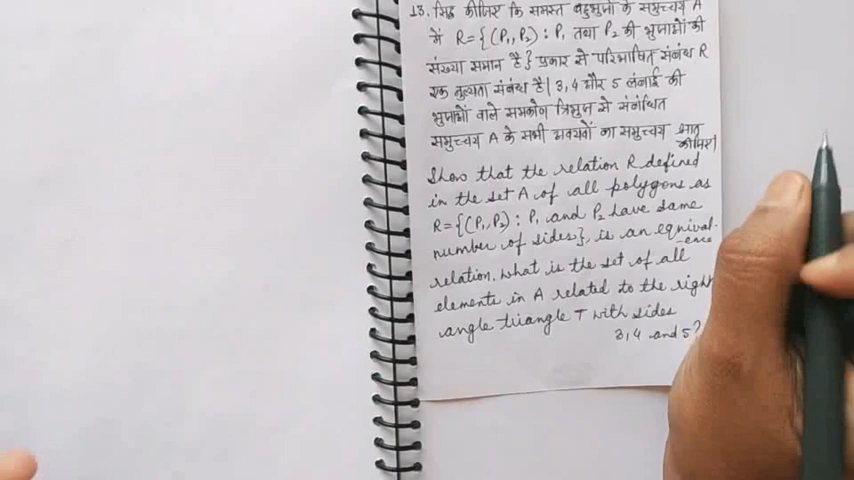 13. सिद्ध कीजिए कि समस्त बहुभुजों के समुच्चय A
में R = { (P₁, P₂) : P₁ तथा P₂ की भुजाओं की
संख्या समान है } प्रकार से परिभाषित संबंध R
एक तुल्यता संबंध है| 3, 4 और 5 लंबाई की
भुजाओं वाले समकोण त्रिभुज से संबंधित
समुच्चय A के सभी अवयवों का समुच्चय ज्ञात
कीजिए।
Show that the relation R defined
in the set A of all polygons as
R = { (P₁, P₂) : P₁ and P₂ have same
number of sides}, is an equival-
ence
relation. What is the set of all
elements in A related to the right
angle triangle T with sides
3, 4 and 5?